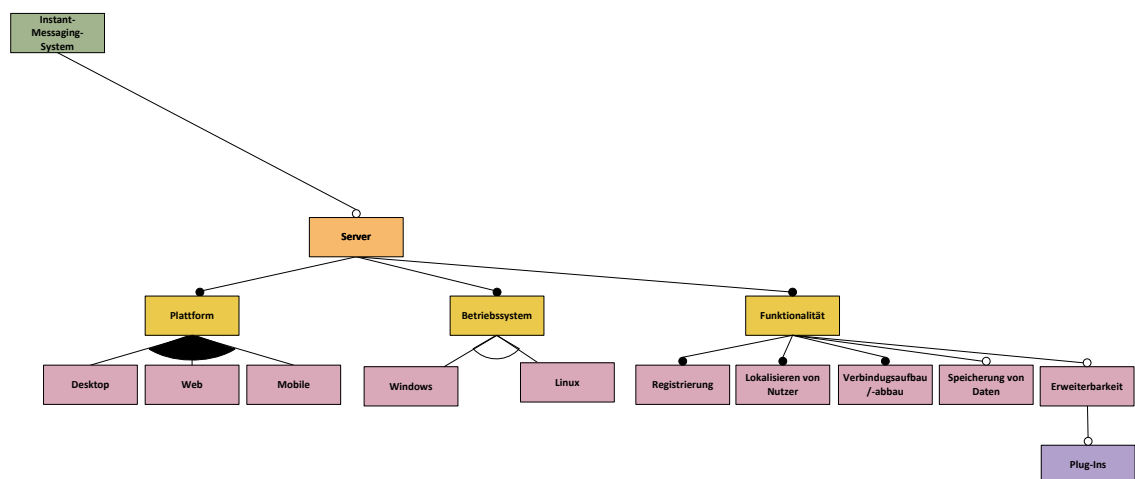 Instant-
Messaging-
System
Server
Plattform
Betriebssystem
Funktionalität
Desktop
Web
Mobile
Windows
Linux
Registrierung
Lokalisieren von
Nutzer
Verbindugsaufbau
/-abbau
Speicherung von
Daten
Erweiterbarkeit
Plug-Ins